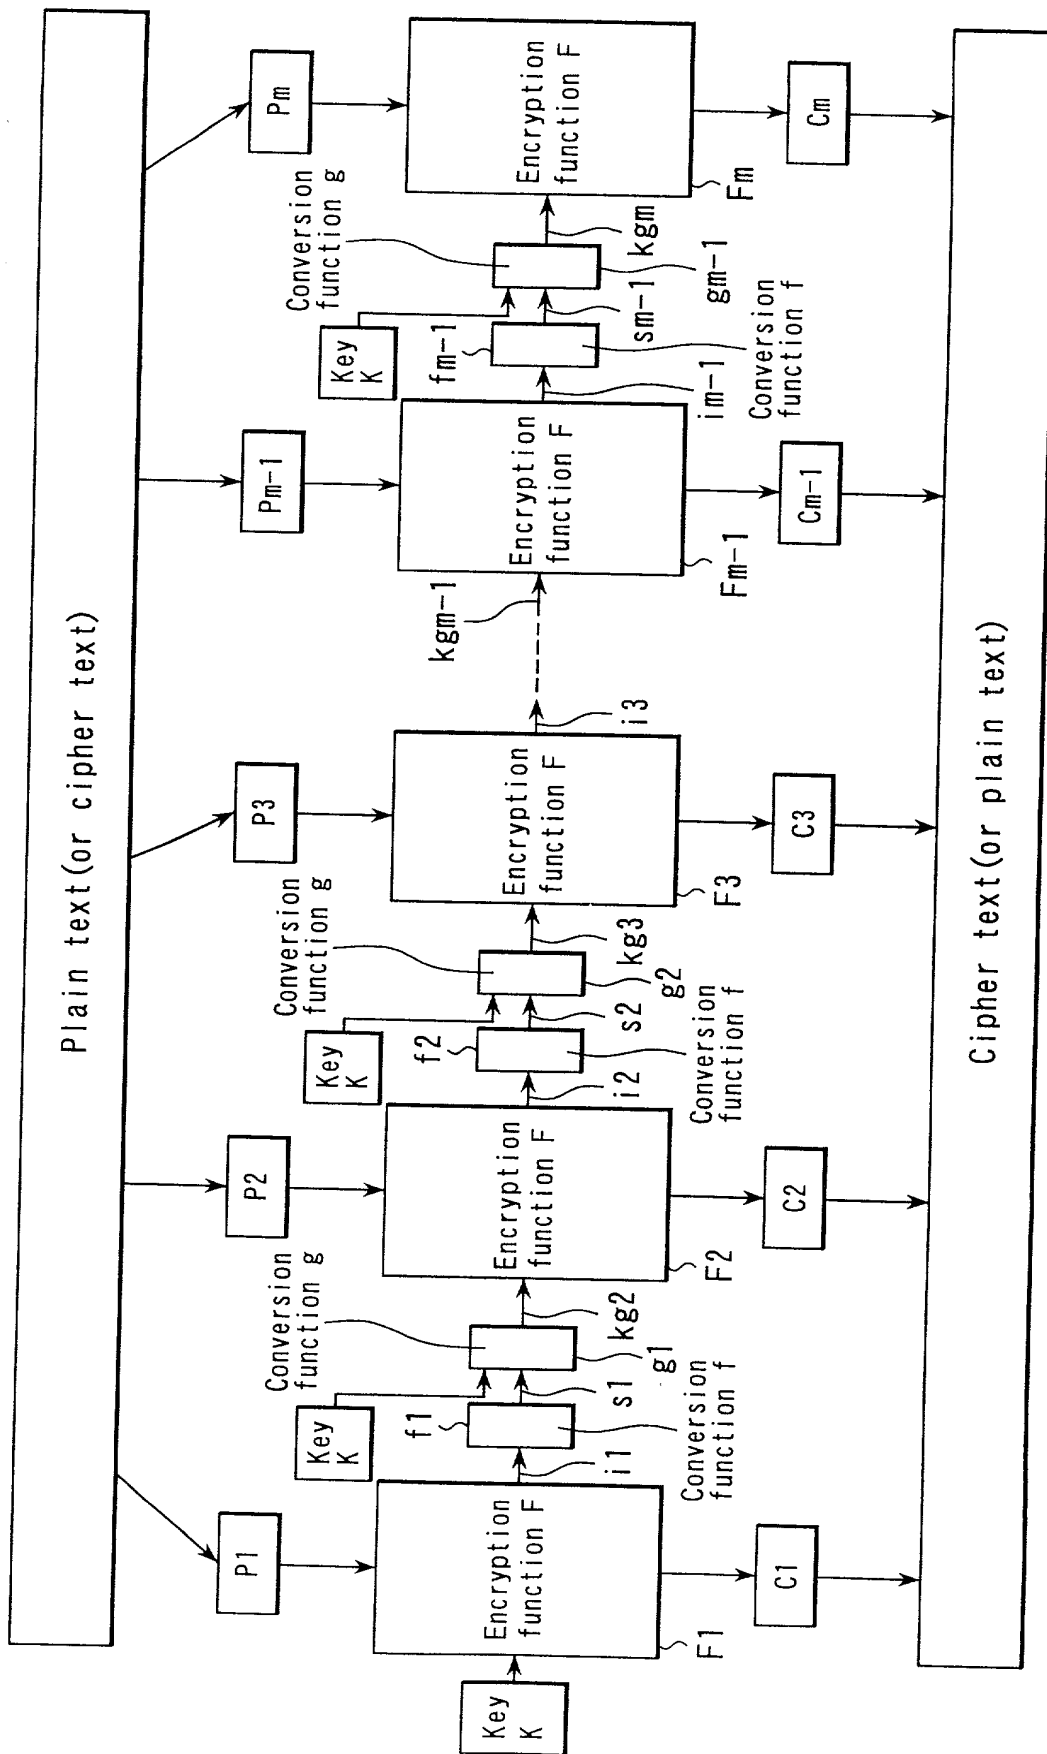 Plain text(or cipher text)
P1
P2
P3
Pm-1
Pm
Key
K
Encryption
function F
F1
i1
f1
Conversion
function f
s1
Key
K
Conversion
function g
g1
kg2
Encryption
function F
F2
i2
f2
Conversion
function f
s2
Key
K
Conversion
function g
g2
kg3
Encryption
function F
F3
i3
kgm-1
Encryption
function F
Fm-1
im-1
fm-1
Conversion
function f
sm-1
Key
K
Conversion
function g
gm-1
kgm
Encryption
function F
Fm
C1
C2
C3
Cm-1
Cm
Cipher text(or plain text)